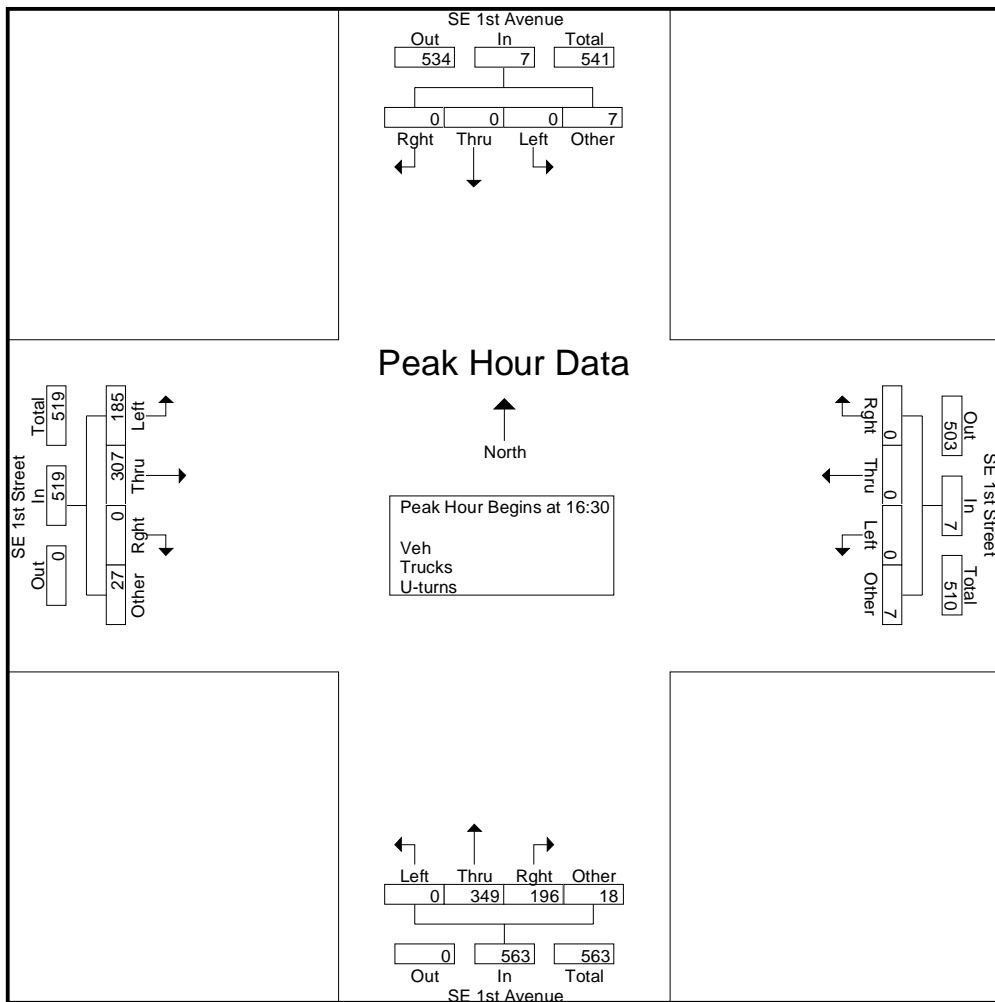 SE 1st Avenue
Out In Total
534 7 541
0 0 0 7
Rght Thru Left Other
Peak Hour Data
North
Peak Hour Begins at 16:30
Veh
Trucks
U-turns
SE 1st Street
Total In Out
519 519 0
185 307 0 27
Left Thru Rght Other
SE 1st Street
Out In Total
503 7 510
0 0 0 7
Rght Thru Left Other
Left Thru Rght Other
0 349 196 18
0 563 563
Out In Total
SE 1st Avenue